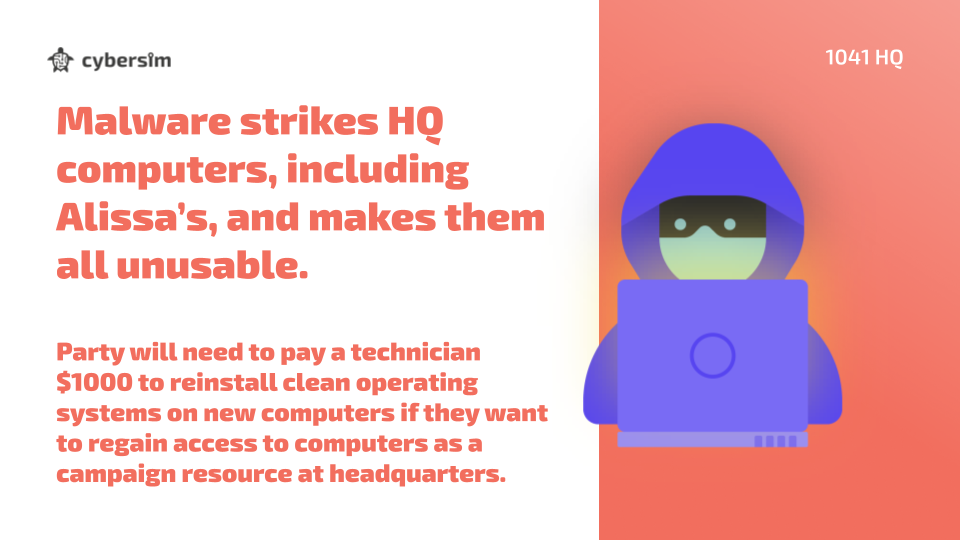 cybersim
1041 HQ
Malware strikes HQ
computers, including
Alissa’s, and makes them
all unusable.
Party will need to pay a technician
$1000 to reinstall clean operating
systems on new computers if they want
to regain access to computers as a
campaign resource at headquarters.